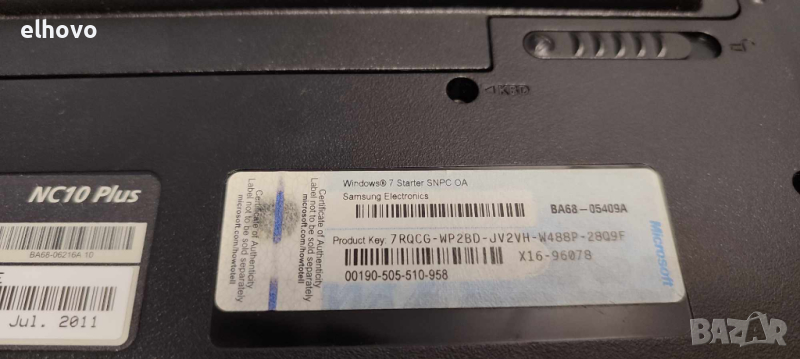 elhovo
NC10 Plus
BA68-06216A 10
Jul. 2011
Certificate of Authenticity
Label not to be sold separately
microsoft.com/howtotell
Certificate of Authenticity
Label not to be sold separately
microsoft.com/howtotell
Windows® 7 Starter SNPC OA
Samsung Electronics
BA68-05409A
Product Key: 7RQCG-WP2BD-JV2VH-W488P-28Q9F
X16-96078
00190-505-510-958
Microsoft
BAZAR